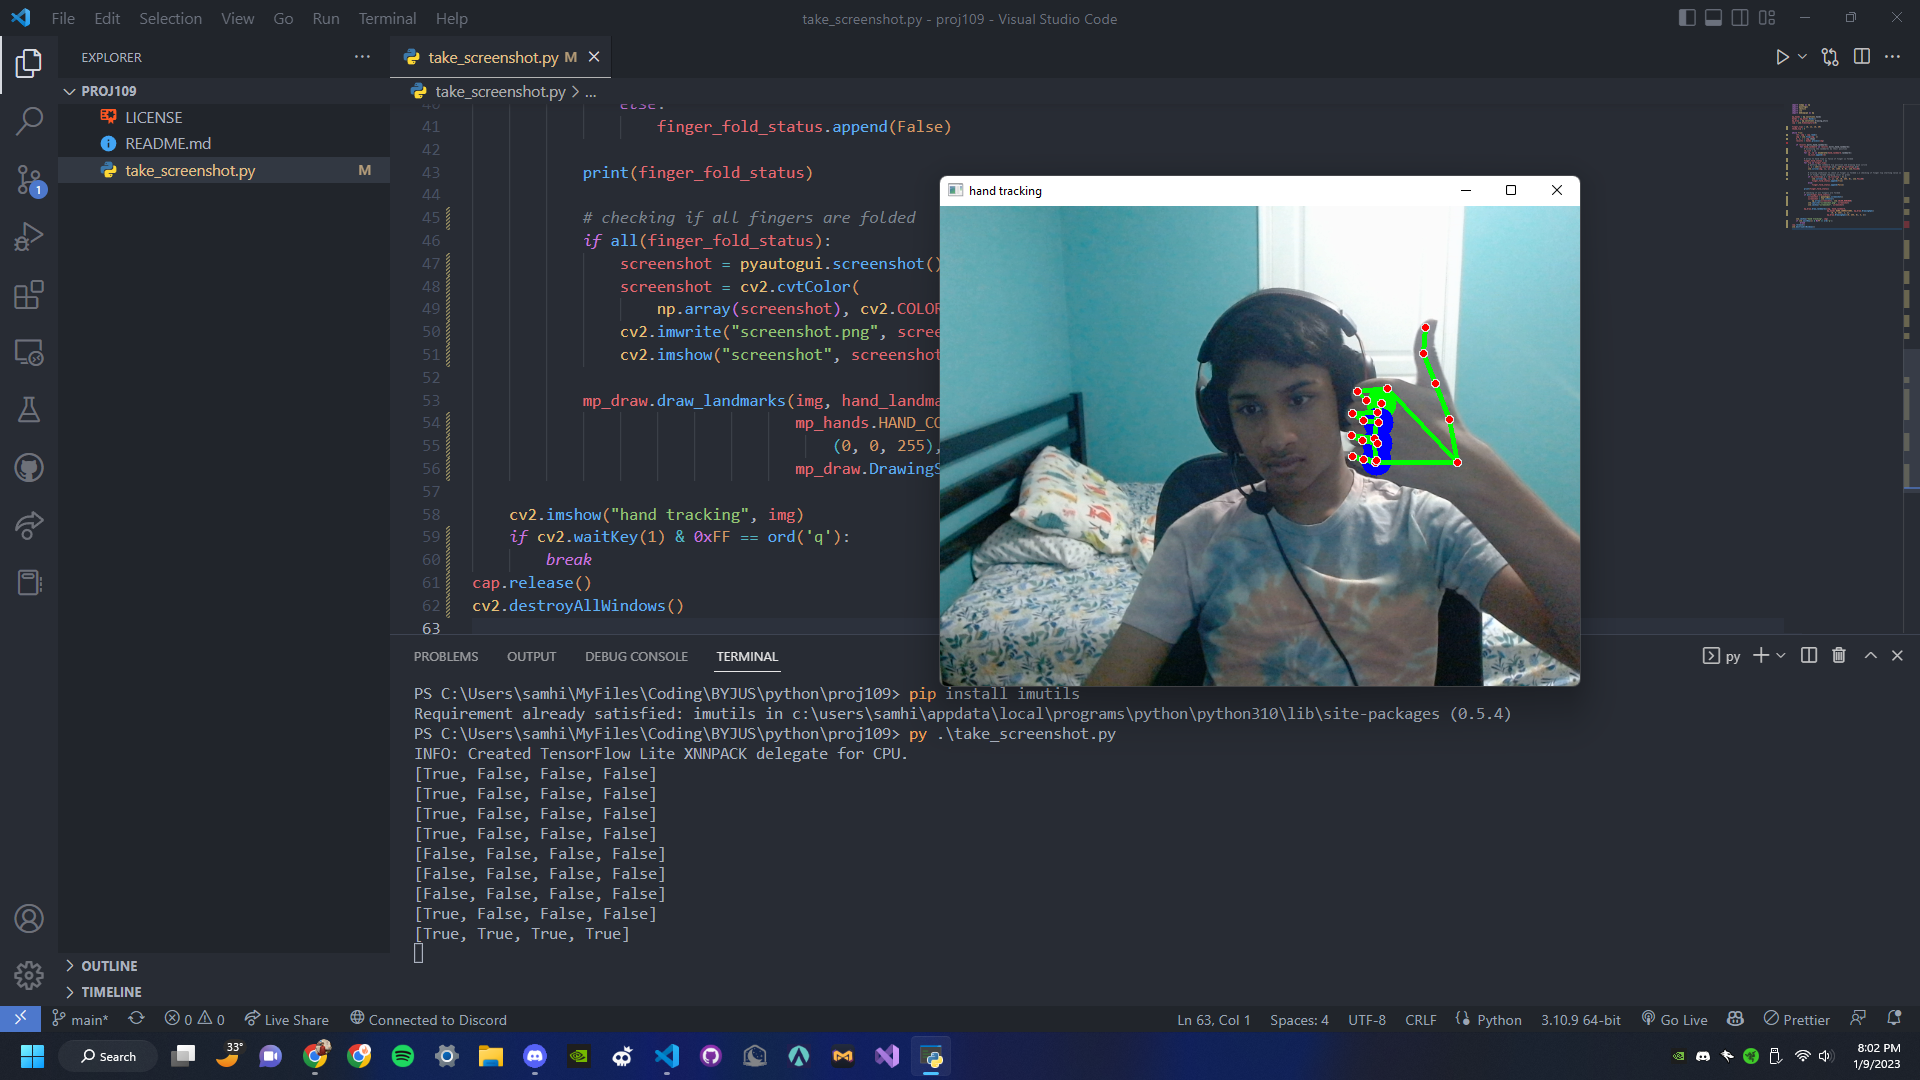 File Edit Selection View Go Run Terminal Help
take_screenshot.py - proj109 - Visual Studio Code
EXPLORER
PROJ109
LICENSE
README.md
take_screenshot.py M
1
take_screenshot.py M
take_screenshot.py > ...
40 else:
41 finger_fold_status.append(False)
42
43 print(finger_fold_status)
44
45 # checking if all fingers are folded
46 if all(finger_fold_status):
47 screenshot = pyautogui.screenshot()
48 screenshot = cv2.cvtColor(
49 np.array(screenshot), cv2.COLOR
50 cv2.imwrite("screenshot.png", scree
51 cv2.imshow("screenshot", screenshot
52
53 mp_draw.draw_landmarks(img, hand_landma
54 mp_hands.HAND_CO
55 (0, 0, 255),
56 mp_draw.DrawingS
57
58 cv2.imshow("hand tracking", img)
59 if cv2.waitKey(1) & 0xFF == ord('q'):
60 break
61 cap.release()
62 cv2.destroyAllWindows()
63
hand tracking
PROBLEMS OUTPUT DEBUG CONSOLE TERMINAL
py
PS C:\Users\samhi\MyFiles\Coding\BYJUS\python\proj109> pip install imutils
Requirement already satisfied: imutils in c:\users\samhi\appdata\local\programs\python\python310\lib\site-packages (0.5.4)
PS C:\Users\samhi\MyFiles\Coding\BYJUS\python\proj109> py .\take_screenshot.py
INFO: Created TensorFlow Lite XNNPACK delegate for CPU.
[True, False, False, False]
[True, False, False, False]
[True, False, False, False]
[True, False, False, False]
[False, False, False, False]
[False, False, False, False]
[False, False, False, False]
[True, False, False, False]
[True, True, True, True]
OUTLINE
TIMELINE
main* 0 0 Live Share Connected to Discord
Ln 63, Col 1 Spaces: 4 UTF-8 CRLF Python 3.10.9 64-bit Go Live Prettier
Search
33°
8:02 PM
1/9/2023